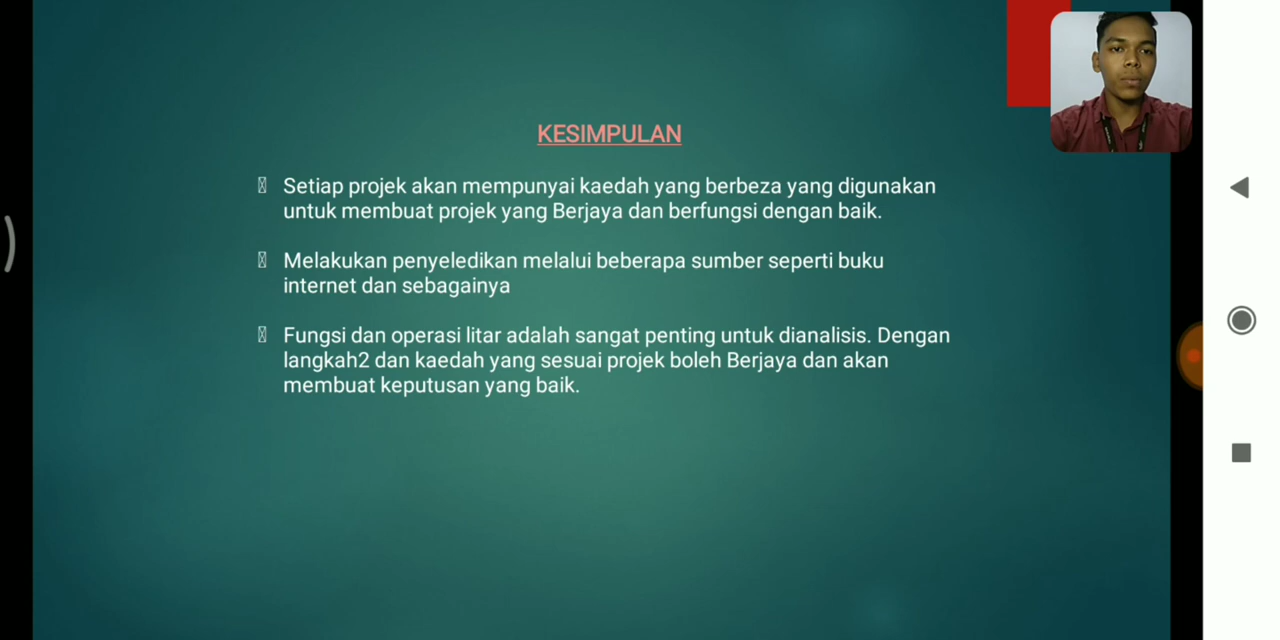 KESIMPULAN
Setiap projek akan mempunyai kaedah yang berbeza yang digunakan
untuk membuat projek yang Berjaya dan berfungsi dengan baik.
Melakukan penyeledikan melalui beberapa sumber seperti buku
internet dan sebagainya
Fungsi dan operasi litar adalah sangat penting untuk dianalisis. Dengan
langkah2 dan kaedah yang sesuai projek boleh Berjaya dan akan
membuat keputusan yang baik.